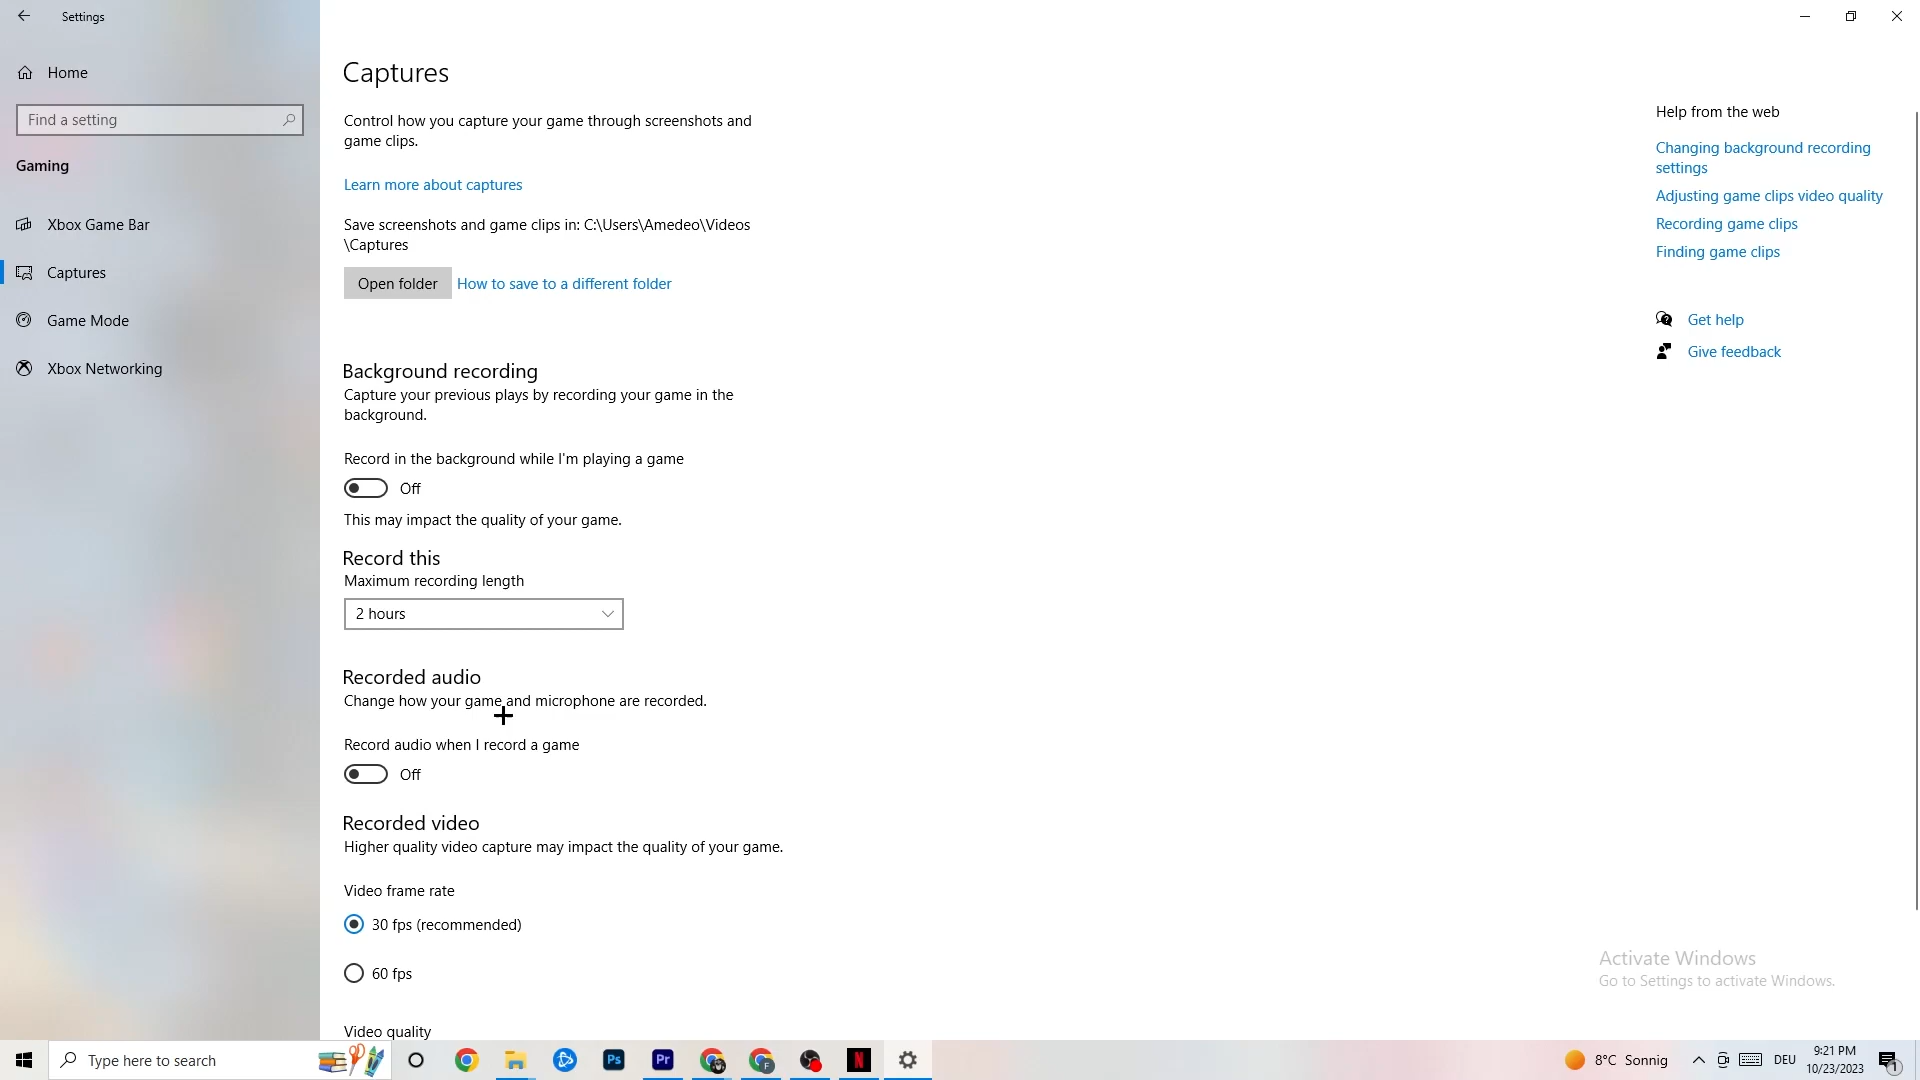 Settings
Home
Find a setting
Gaming
Xbox Game Bar
Captures
Game Mode
Xbox Networking
Captures
Control how you capture your game through screenshots and
game clips.
Learn more about captures
Save screenshots and game clips in: C:\Users\Amedeo\Videos
\Captures
Open folder How to save to a different folder
Background recording
Capture your previous plays by recording your game in the
background.
Record in the background while I'm playing a game
Off
This may impact the quality of your game.
Record this
Maximum recording length
2 hours
Recorded audio
Change how your game and microphone are recorded.
Record audio when I record a game
Off
Recorded video
Higher quality video capture may impact the quality of your game.
Video frame rate
30 fps (recommended)
60 fps
Video quality
Help from the web
Changing background recording
settings
Adjusting game clips video quality
Recording game clips
Finding game clips
Get help
Give feedback
Activate Windows
Go to Settings to activate Windows.
Type here to search
Ps
Pr
F
N
8°C Sonnig
DEU
9:21 PM
10/23/2023
1